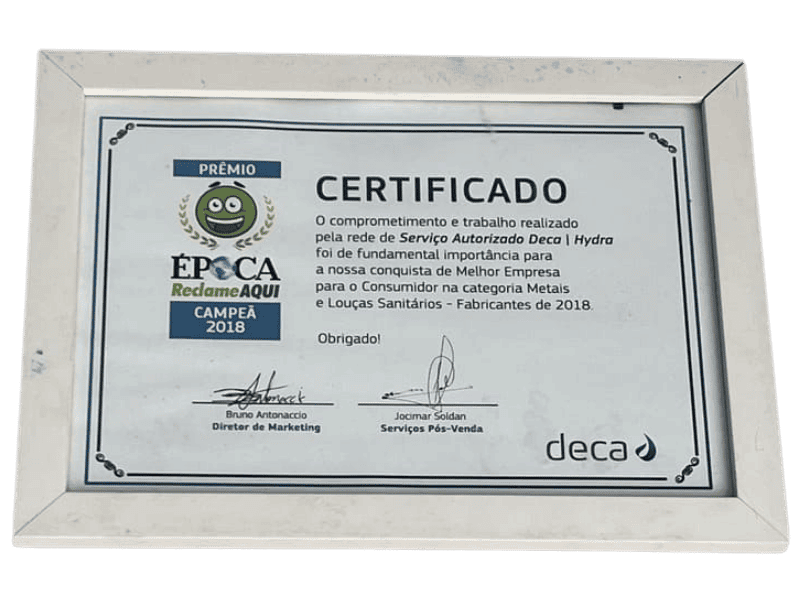 PRÊMIO
ÉPOCA
ReclameAQUI
CAMPEÃ
2018
CERTIFICADO
O comprometimento e trabalho realizado
pela rede de Serviço Autorizado Deca | Hydra
foi de fundamental importância para
a nossa conquista de Melhor Empresa
para o Consumidor na categoria Metais
e Louças Sanitários - Fabricantes de 2018.
Obrigado!
Bruno Antonaccio
Diretor de Marketing
Jocimar Soldan
Serviços Pós-Venda
deca